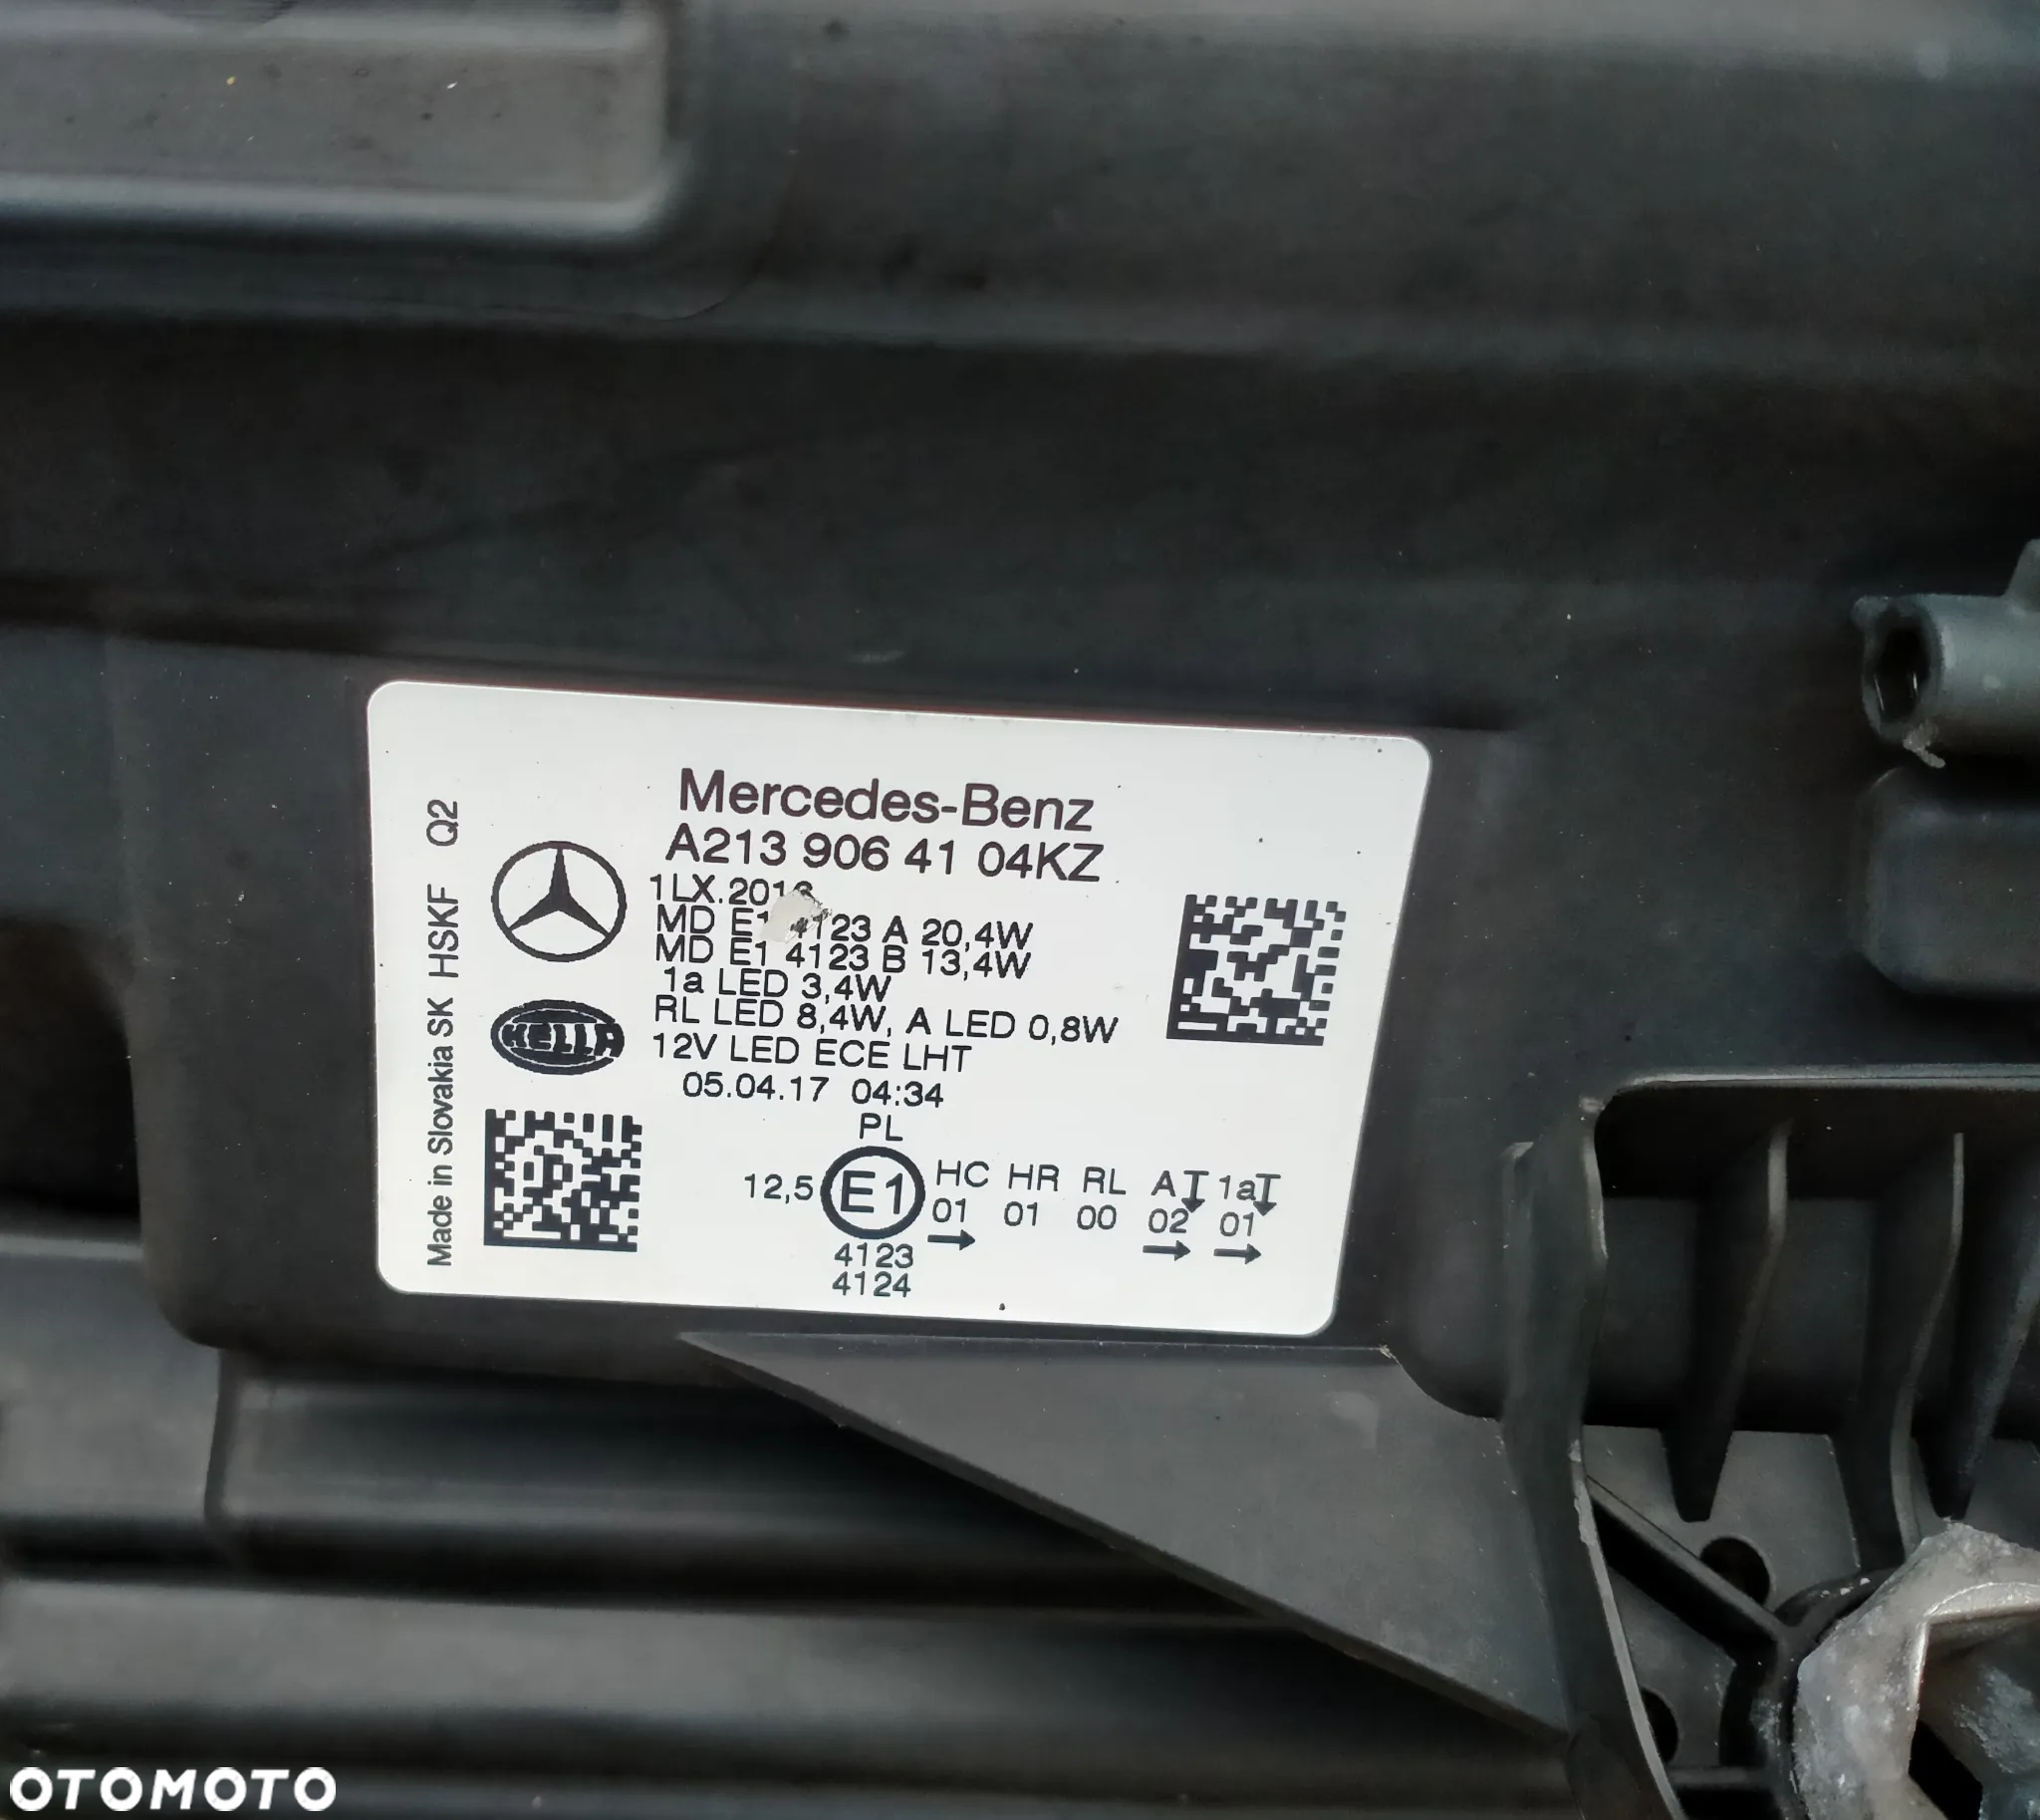 Mercedes-Benz
A213 906 41 04KZ
MD 4123 A 20,4W
MD E1 4123 B 13,4W
1a LED 3,4W
RL LED 8,4W, A LED 0,8W
12V LED ECE LHT
05.04.17 04:34
PL
12,5 E1 HC HR RL A 1a
01 01 00 02 01
4123
4124
Made in Slovakia SK HSKF Q2
HELLA
OTOMOTO